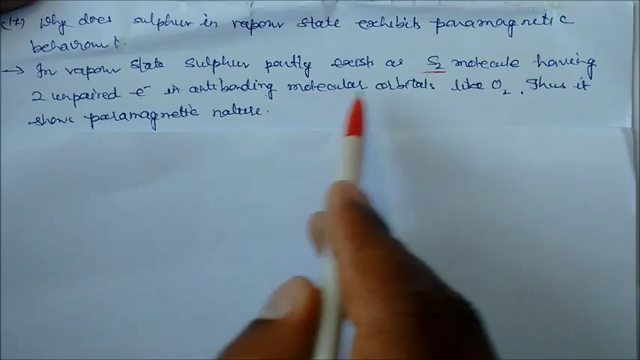 (17) Why does sulphur in vapour state exhibits paramagnetic
behaviour?
→ In vapour state sulphur partly exists as S₂ molecule having
2 unpaired e⁻ in antibonding molecular orbitals like O₂. Thus it
shows paramagnetic nature.